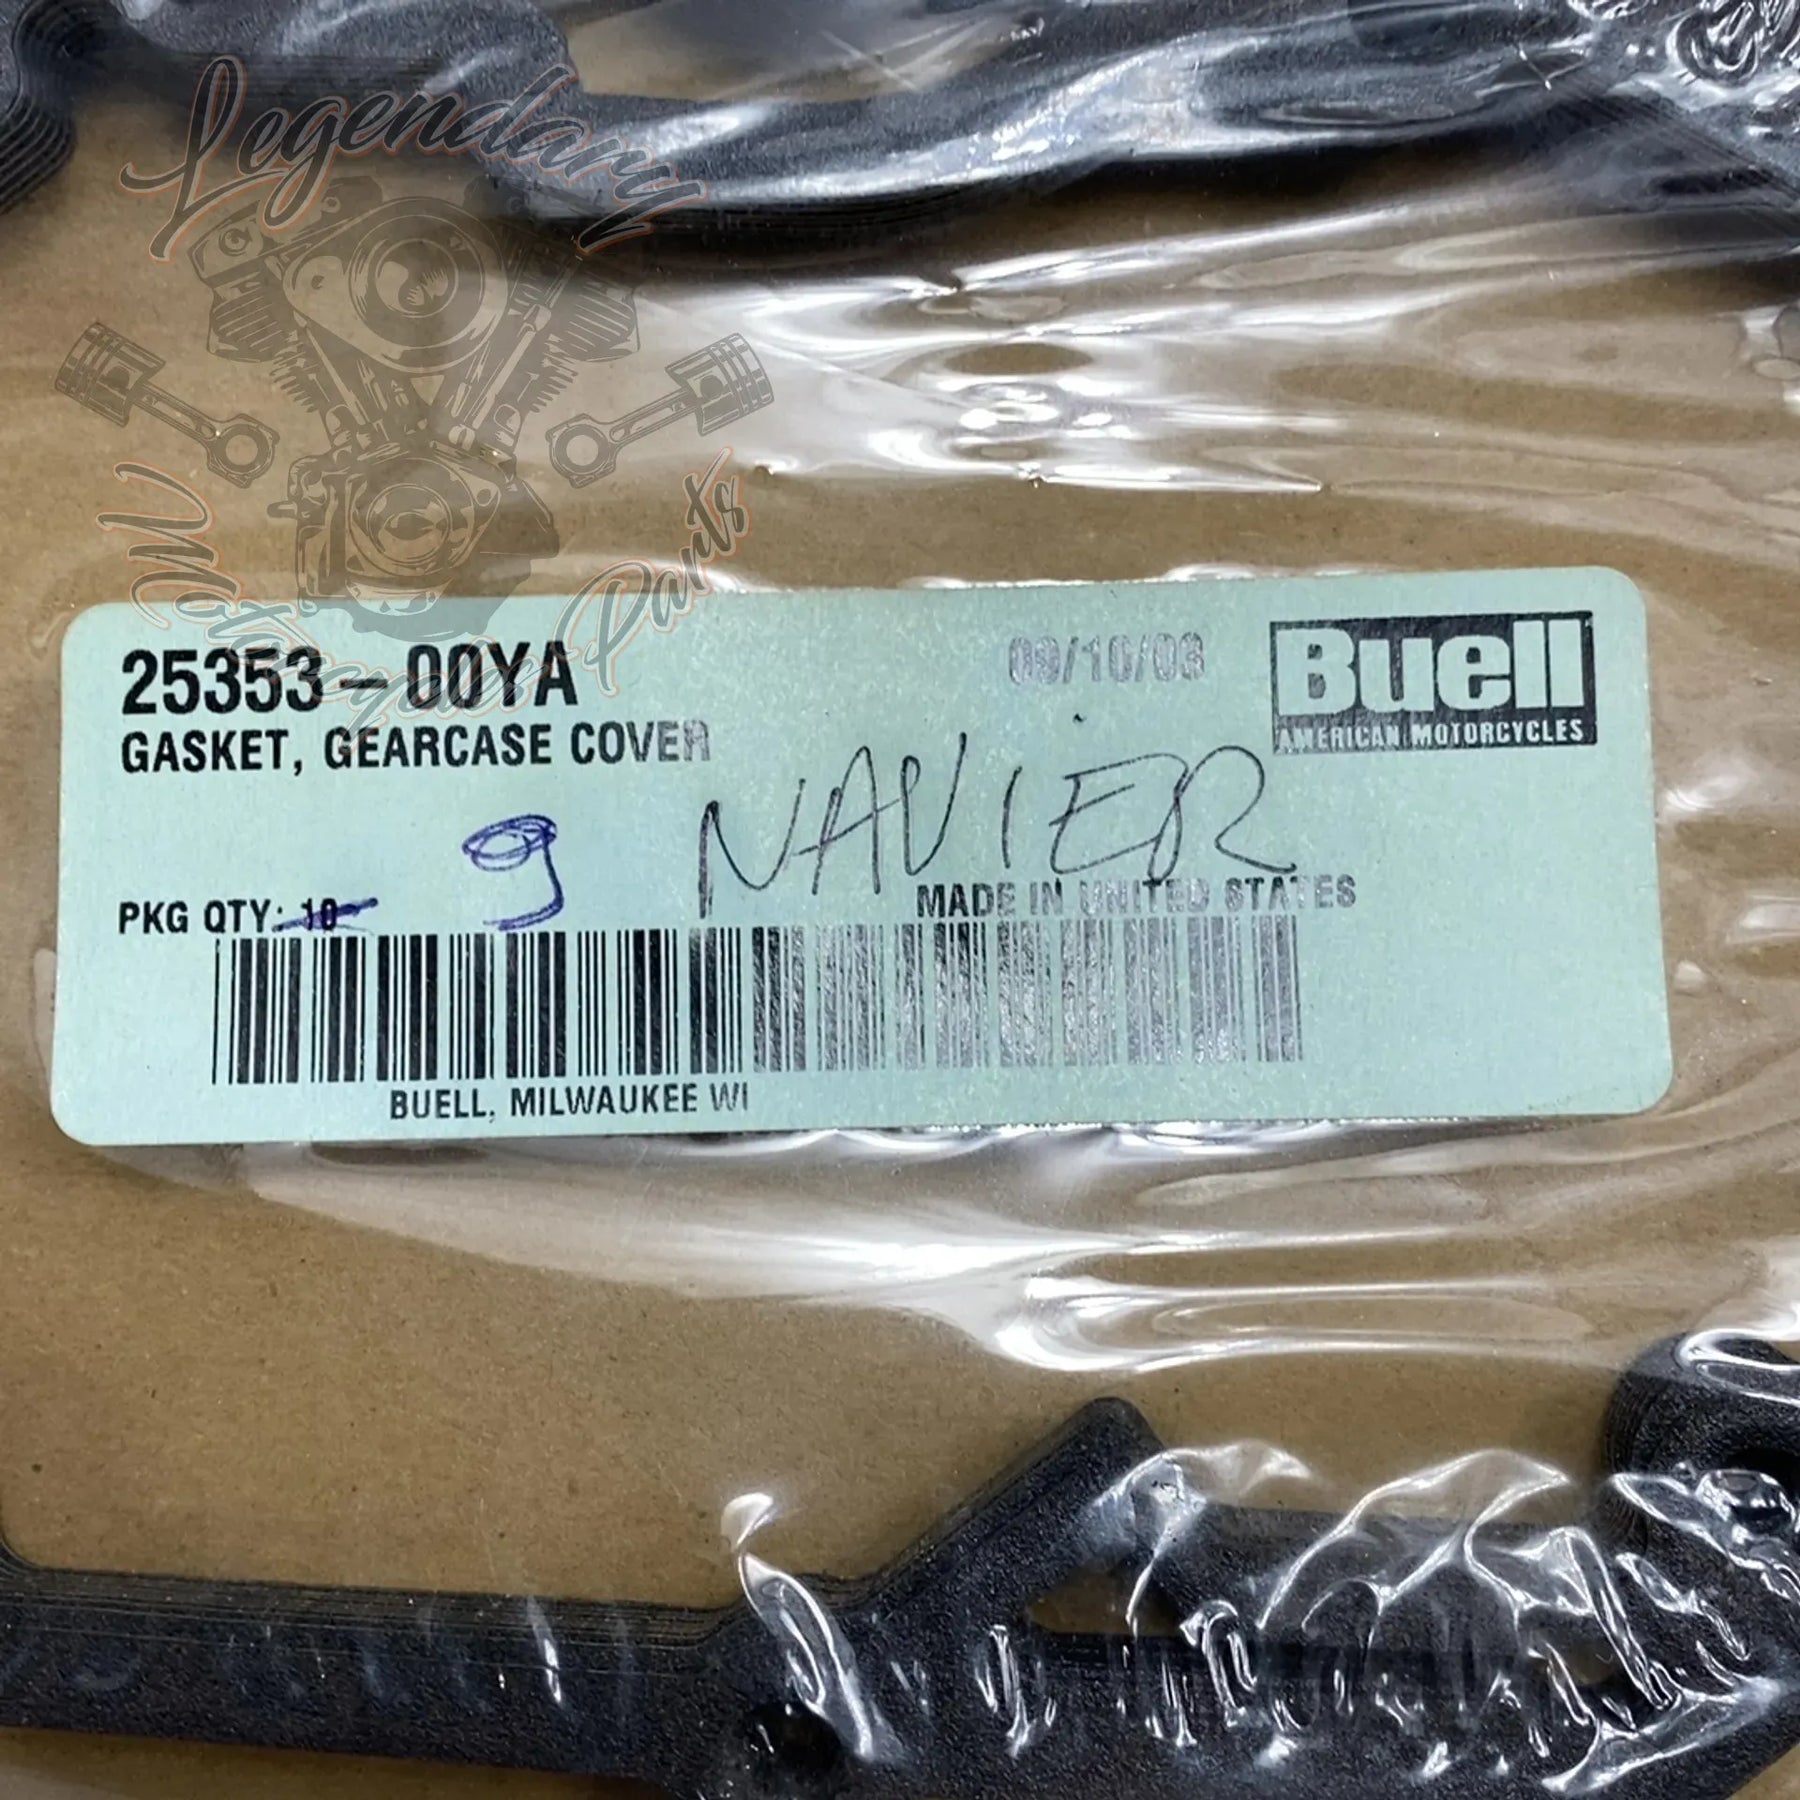 Legendary
Motorcycles Parts
25353-00YA
09/10/03
Buell
AMERICAN MOTORCYCLES
GASKET, GEARCASE COVER
9 NAVIER
PKG QTY: 10
MADE IN UNITED STATES
BUELL, MILWAUKEE WI